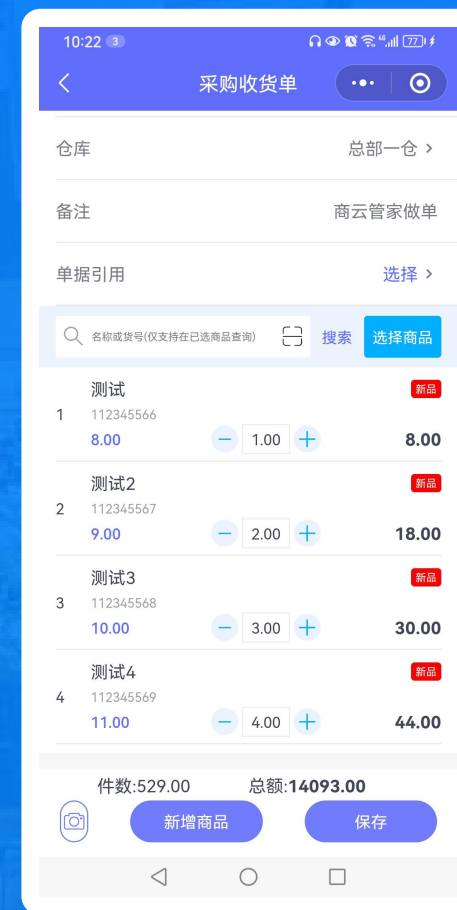 10:22 3 77
采购收货单
仓库 总部一仓
备注 商云管家做单
单据引用 选择
名称或货号(仅支持在已选商品查询) 搜索 选择商品
测试 新品
1 112345566
8.00 1.00 8.00
测试2 新品
2 112345567
9.00 2.00 18.00
测试3 新品
3 112345568
10.00 3.00 30.00
测试4 新品
4 112345569
11.00 4.00 44.00
件数:529.00 总额:14093.00
新增商品 保存